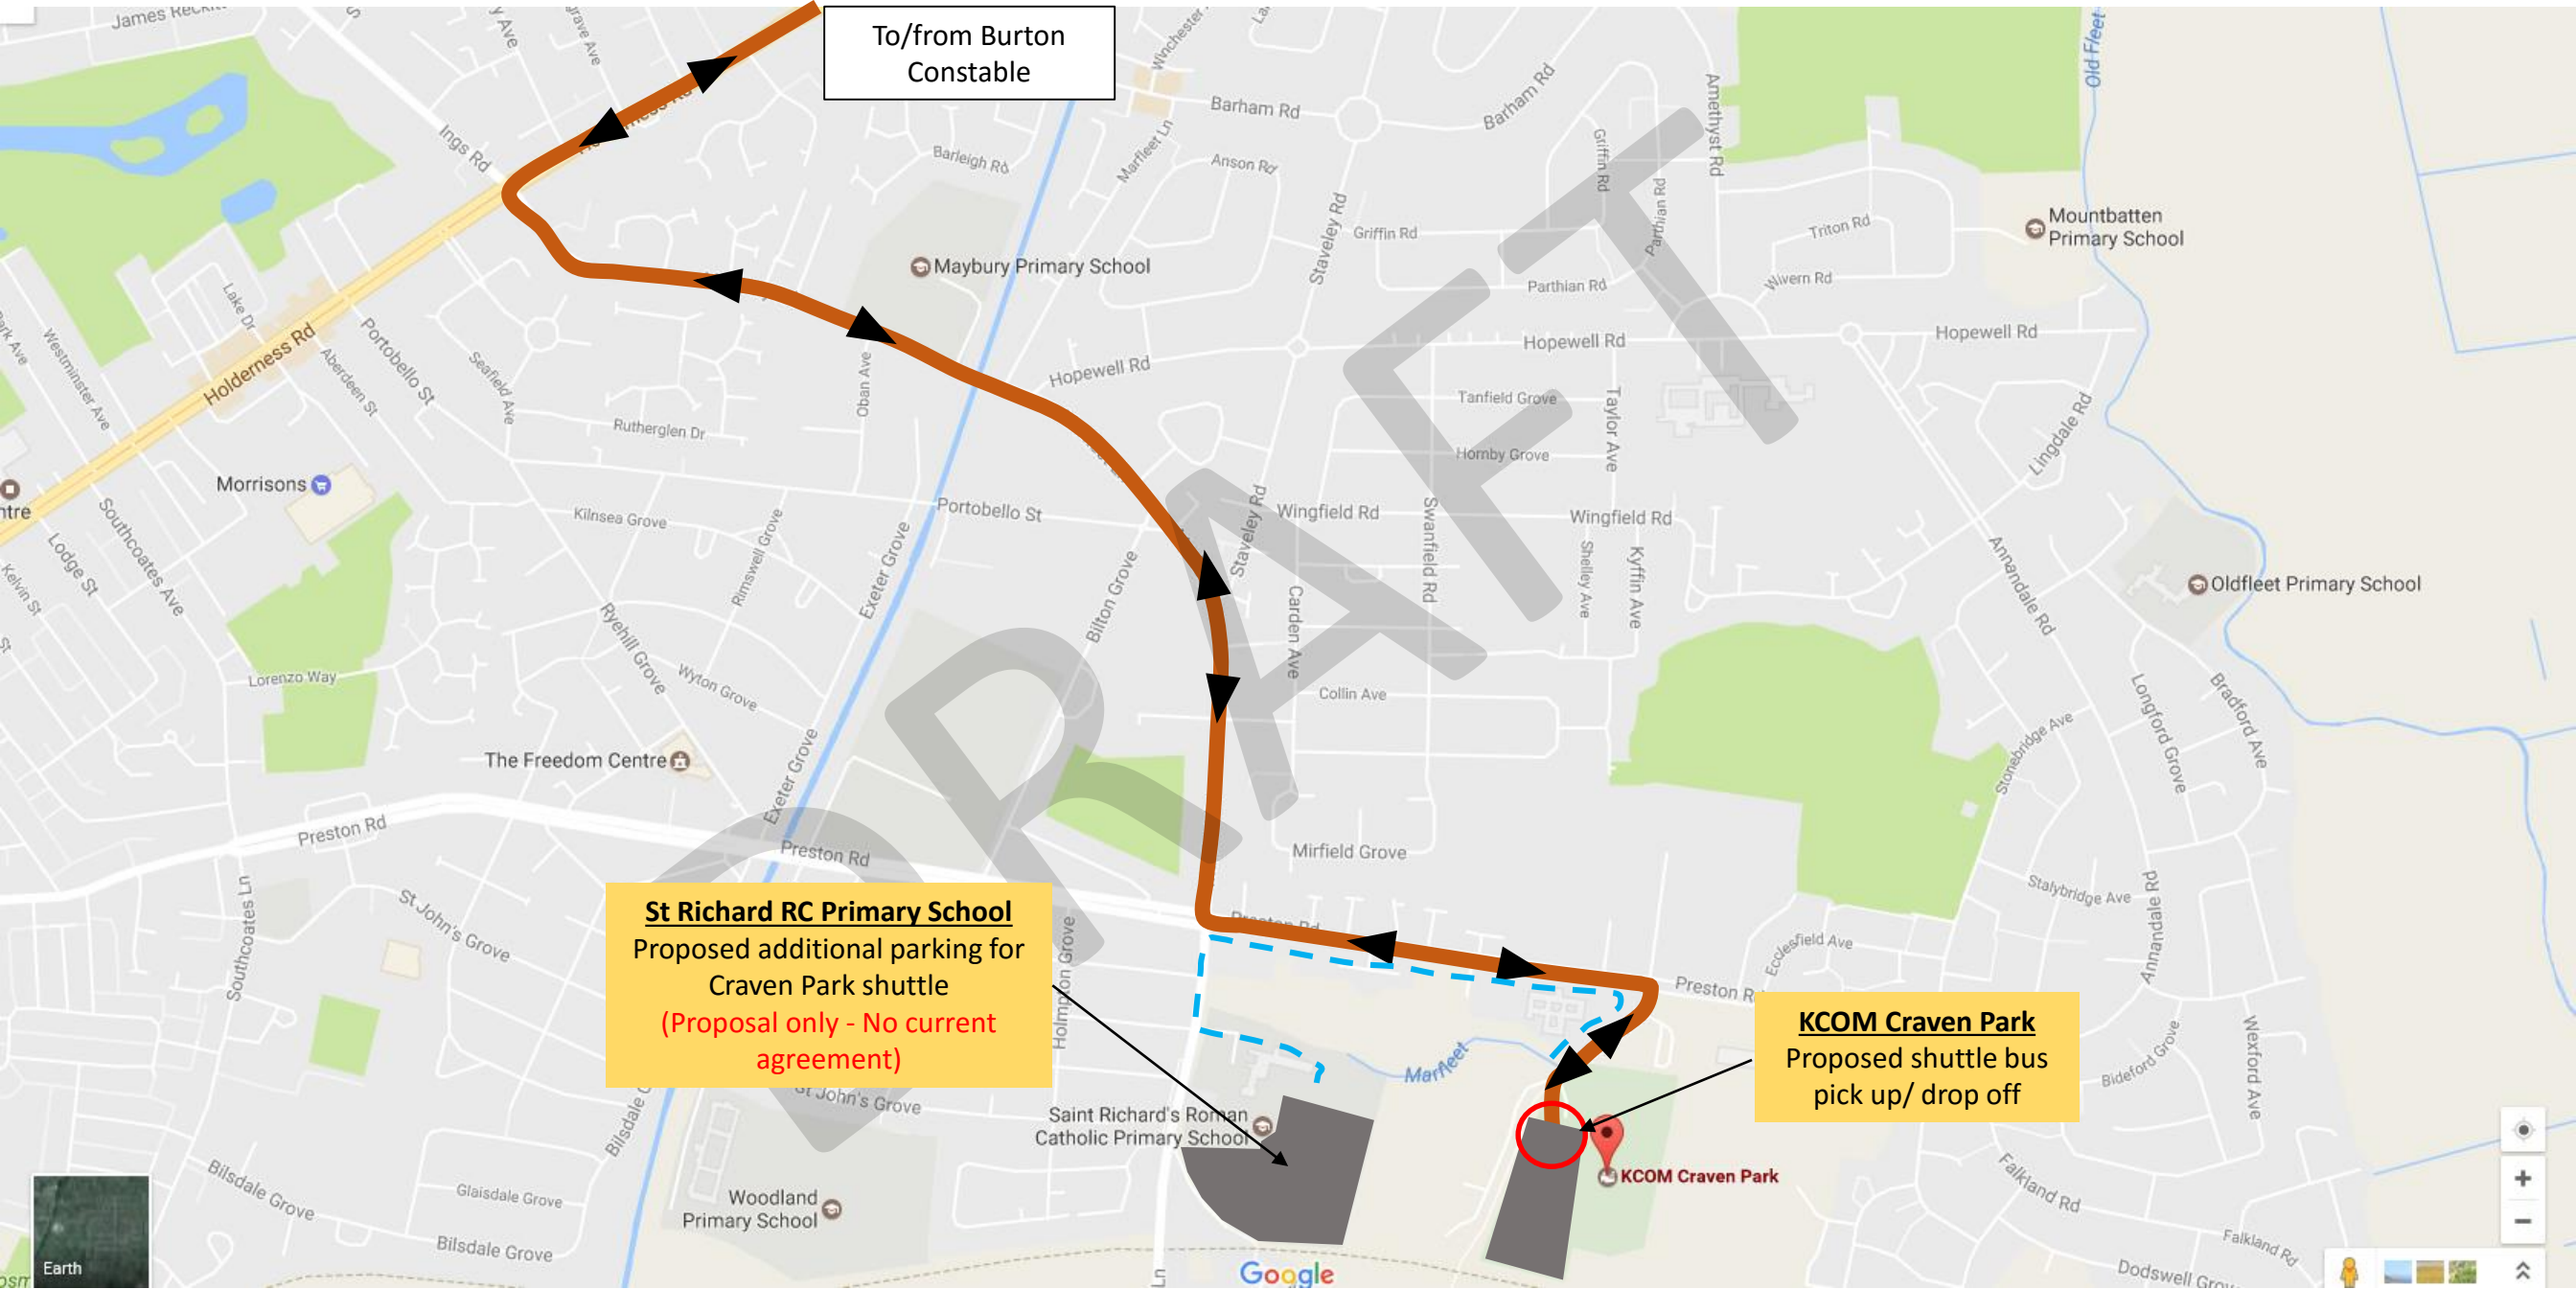 To/from Burton
Constable
Ings Rd
Barleigh Rd
Marfleet Ln
Barham Rd
Barham Rd
Anson Rd
Staveley Rd
Griffin Rd
Griffin Rd
Parthian Rd
Parthian Rd
Amethyst Rd
Old Fleet
Triton Rd
Wivern Rd
Mountbatten
Primary School
Maybury Primary School
Lake Dr
Westminster Ave
Holderness Rd
Portobello St
Aberdeen St
Seafield Ave
Oban Ave
Rutherglen Dr
Hopewell Rd
Hopewell Rd
Hopewell Rd
Tanfield Grove
Hornby Grove
Taylor Ave
Lingdale Rd
Morrisons
Southcoates Ave
Lodge St
Kelvin St
Kilnsea Grove
Rimswell Grove
Exeter Grove
Portobello St
Bilton Grove
Staveley Rd
Wingfield Rd
Swanfield Rd
Wingfield Rd
Shelley Ave
Kyffin Ave
Annandale Rd
Oldfleet Primary School
Ryehill Grove
Wyton Grove
Lorenzo Way
Carden Ave
Collin Ave
Longford Grove
Bradford Ave
Stonebridge Ave
The Freedom Centre
Exeter Grove
Preston Rd
Preston Rd
Mirfield Grove
DRAFT
Southcoates Ln
St John's Grove
St Richard RC Primary School
Proposed additional parking for
Craven Park shuttle
(Proposal only - No current
agreement)
Holmpton Grove
Preston Rd
Ecclesfield Ave
Stalybridge Ave
Annandale Rd
KCOM Craven Park
Proposed shuttle bus
pick up/ drop off
Bideford Grove
Wexford Ave
Marfleet
St John's Grove
Saint Richard's Roman
Catholic Primary School
KCOM Craven Park
Woodland
Primary School
Bilsdale Grove
Glaisdale Grove
Bilsdale Grove
Falkland Rd
Falkland Rd
Earth
Google
Ln